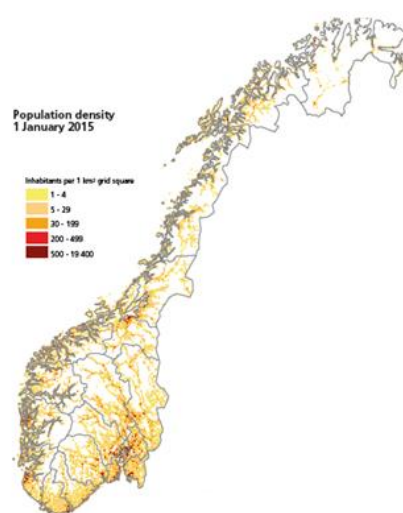 Population density
1 January 2015
Inhabitants per 1 km² grid square
1 - 4
5 - 29
30 - 199
200 - 499
500 - 19 400